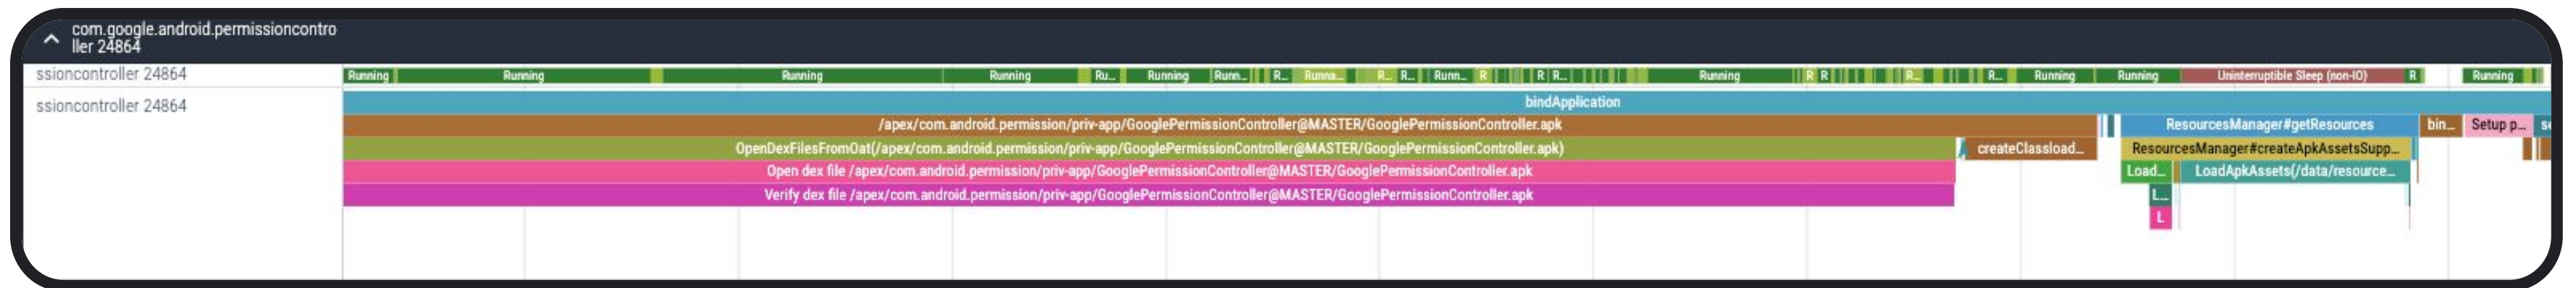 com.google.android.permissioncontro
ller 24864
ssioncontroller 24864
Running Running Running Running Ru... Running Runn... R... Runna... R... R... Runn... R R R... Running R R R... R... Running Running Uninterruptible Sleep (non-IO) R Running
ssioncontroller 24864
bindApplication
/apex/com.android.permission/priv-app/GooglePermissionController@MASTER/GooglePermissionController.apk ResourcesManager#getResources bin... Setup p... se
OpenDexFilesFromOat(/apex/com.android.permission/priv-app/GooglePermissionController@MASTER/GooglePermissionController.apk) createClassload... ResourcesManager#createApkAssetsSupp...
Open dex file /apex/com.android.permission/priv-app/GooglePermissionController@MASTER/GooglePermissionController.apk Load... LoadApkAssets(/data/resource...
Verify dex file /apex/com.android.permission/priv-app/GooglePermissionController@MASTER/GooglePermissionController.apk L...
L